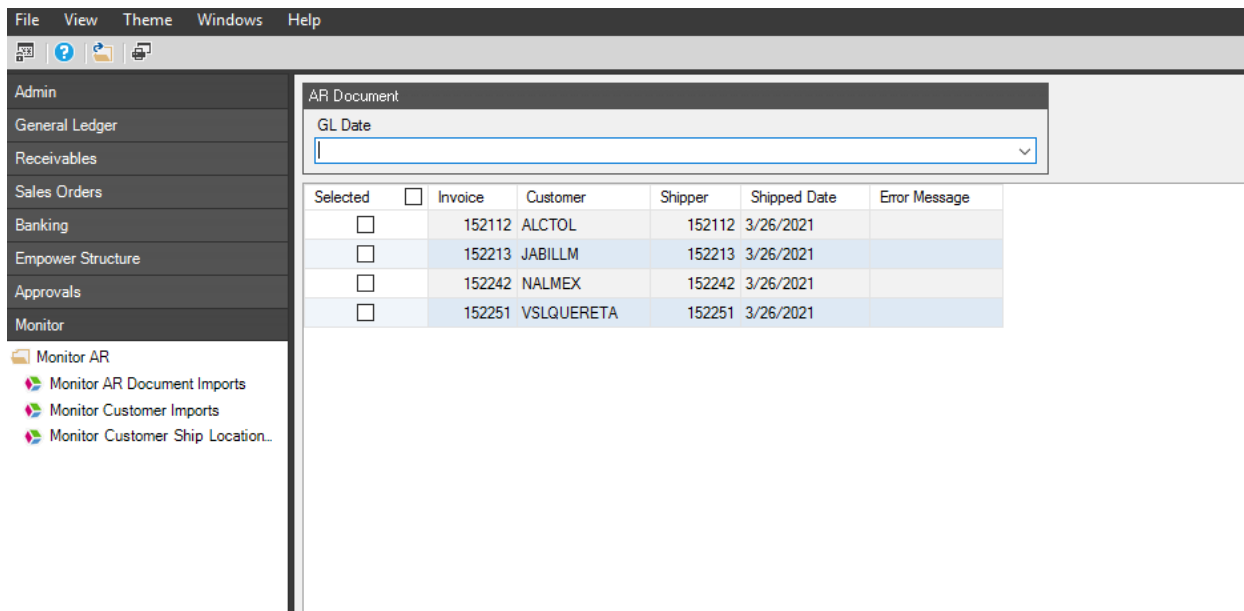 File View Theme Windows Help
Admin
General Ledger
Receivables
Sales Orders
Banking
Empower Structure
Approvals
Monitor
Monitor AR
Monitor AR Document Imports
Monitor Customer Imports
Monitor Customer Ship Location...
AR Document
GL Date
Selected Invoice Customer Shipper Shipped Date Error Message
152112 ALCTOL 152112 3/26/2021
152213 JABILLM 152213 3/26/2021
152242 NALMEX 152242 3/26/2021
152251 VSLQUERETA 152251 3/26/2021